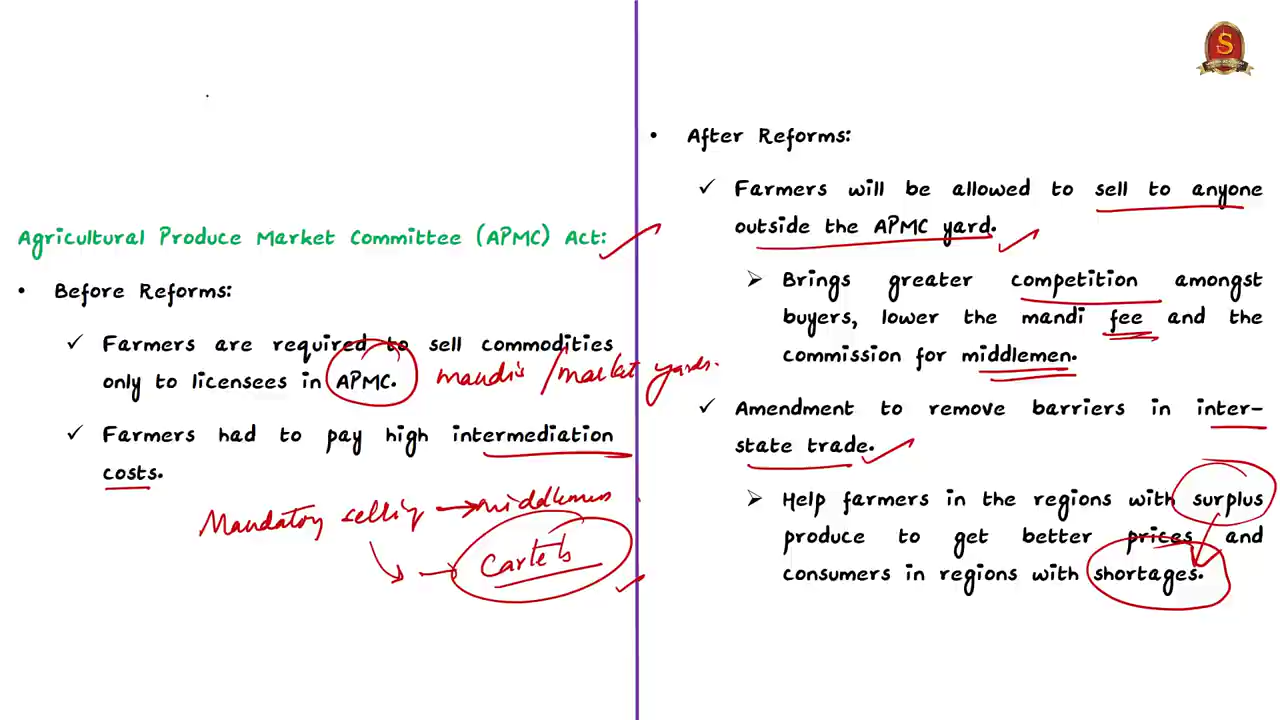 Agricultural Produce Market Committee (APMC) Act:
• Before Reforms:
✓ Farmers are required to sell commodities
only to licensees in APMC. mandis / market yards.
✓ Farmers had to pay high intermediation
costs.
Mandatory selling → middlemen
→ Cartels
• After Reforms:
✓ Farmers will be allowed to sell to anyone
outside the APMC yard.
➢ Brings greater competition amongst
buyers, lower the mandi fee and the
commission for middlemen.
✓ Amendment to remove barriers in inter-
state trade.
➢ Help farmers in the regions with surplus
produce to get better prices and
consumers in regions with shortages.
S